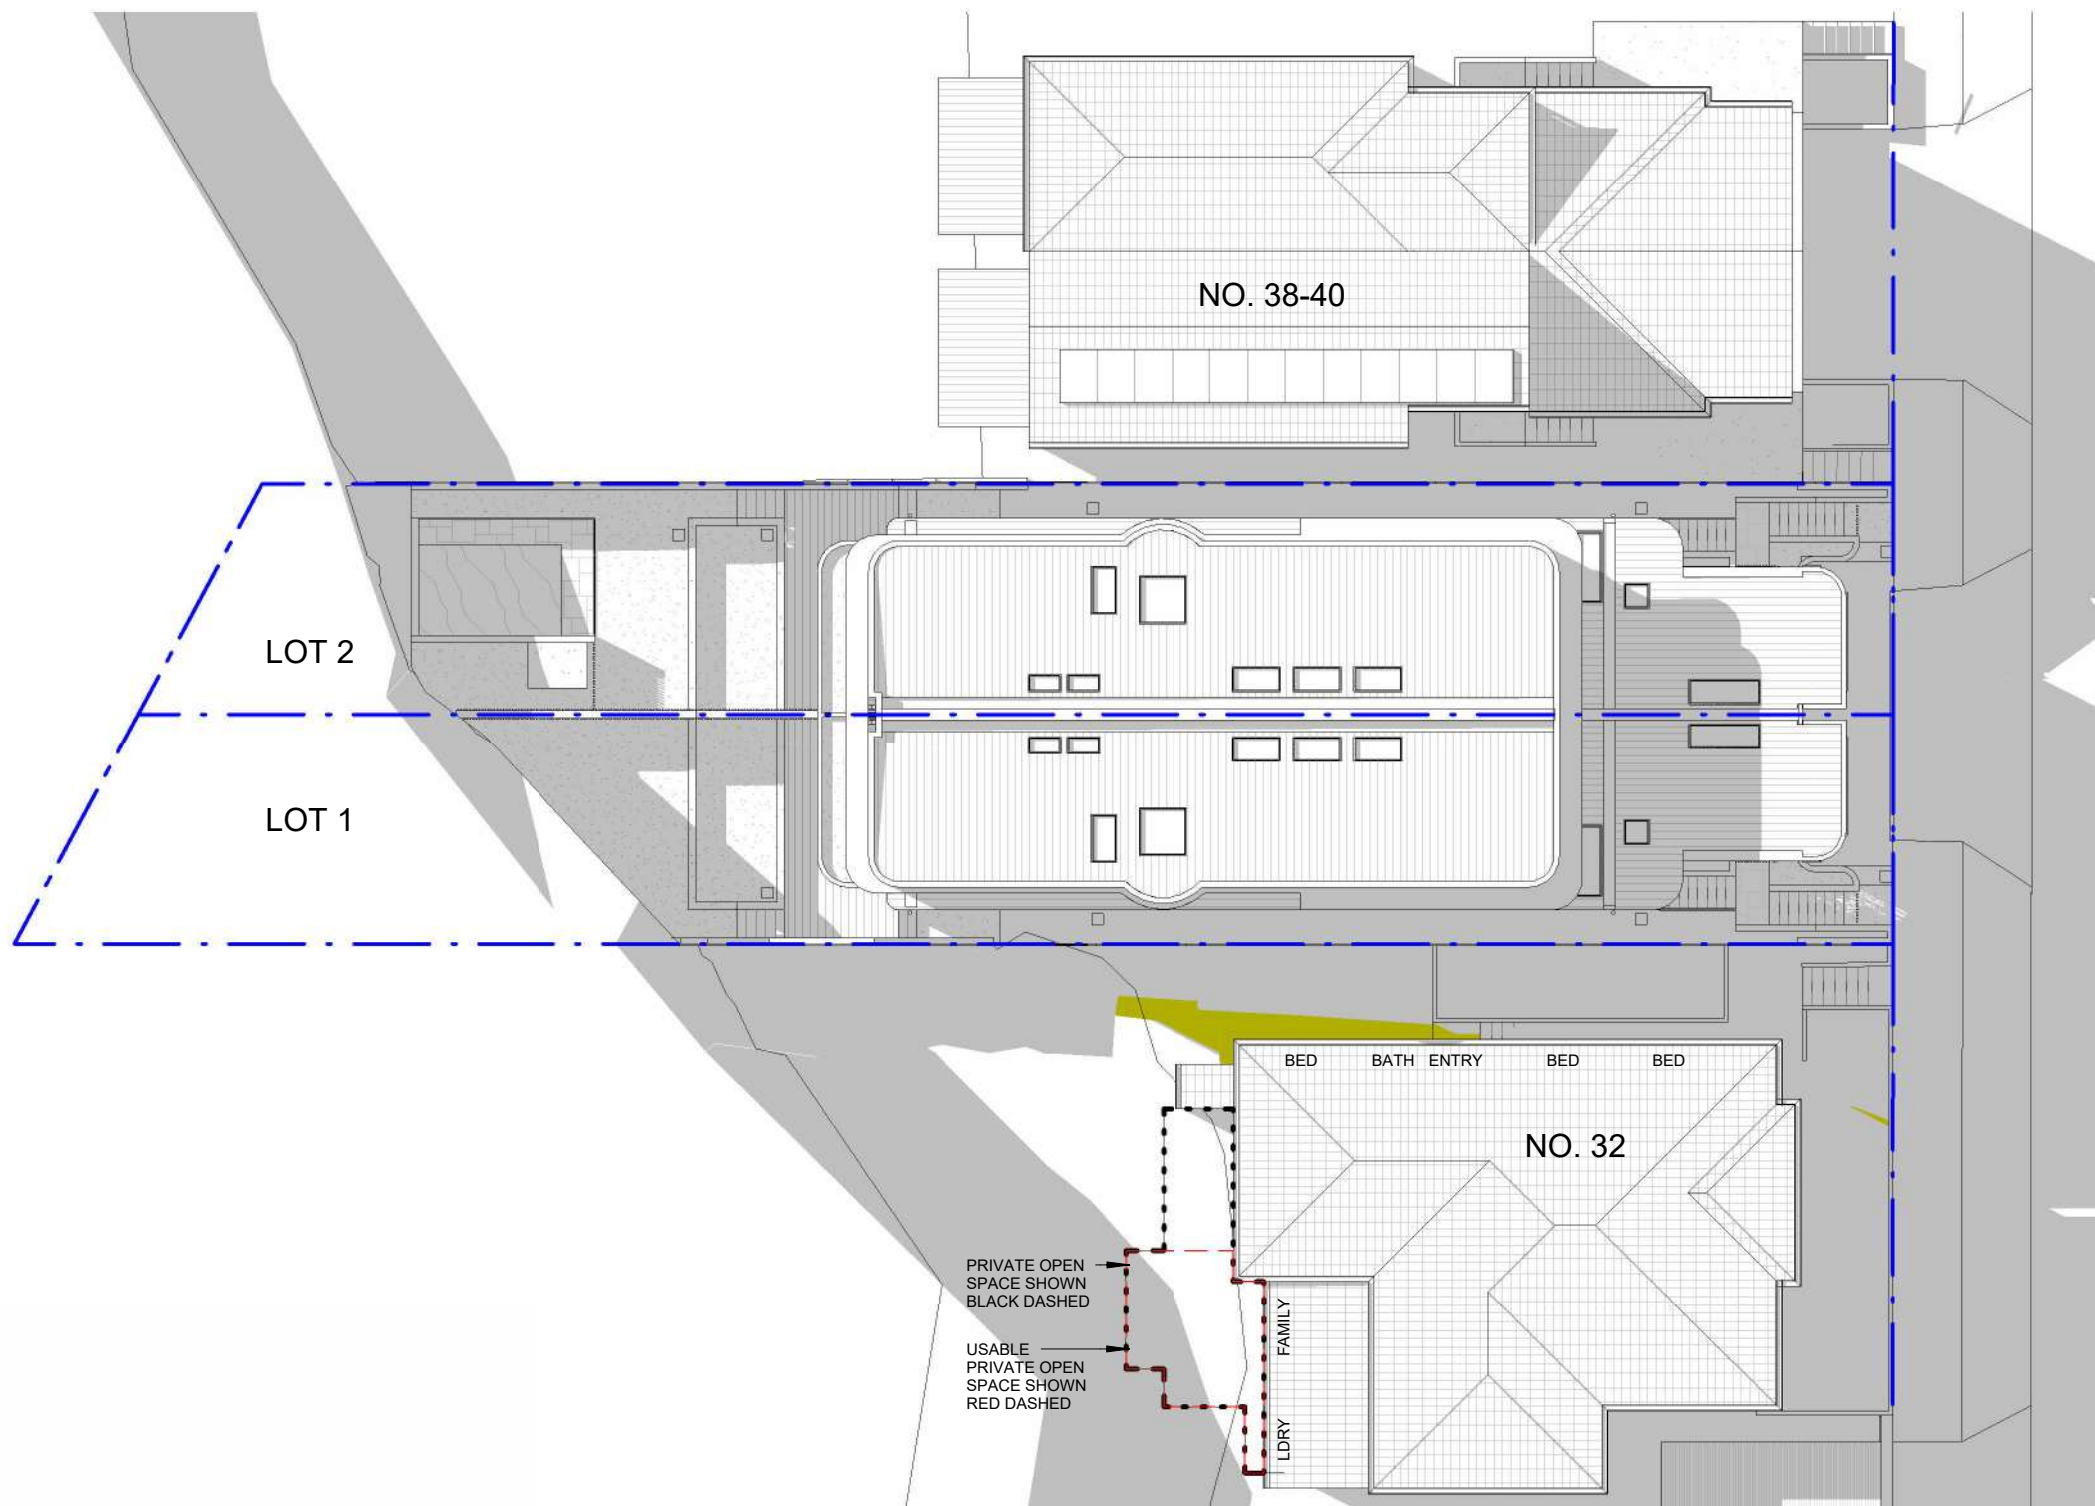 NO. 38-40
LOT 2
LOT 1
BED
BATH
ENTRY
BED
BED
NO. 32
PRIVATE OPEN
SPACE SHOWN
BLACK DASHED
USABLE
PRIVATE OPEN
SPACE SHOWN
RED DASHED
FAMILY
LDRY